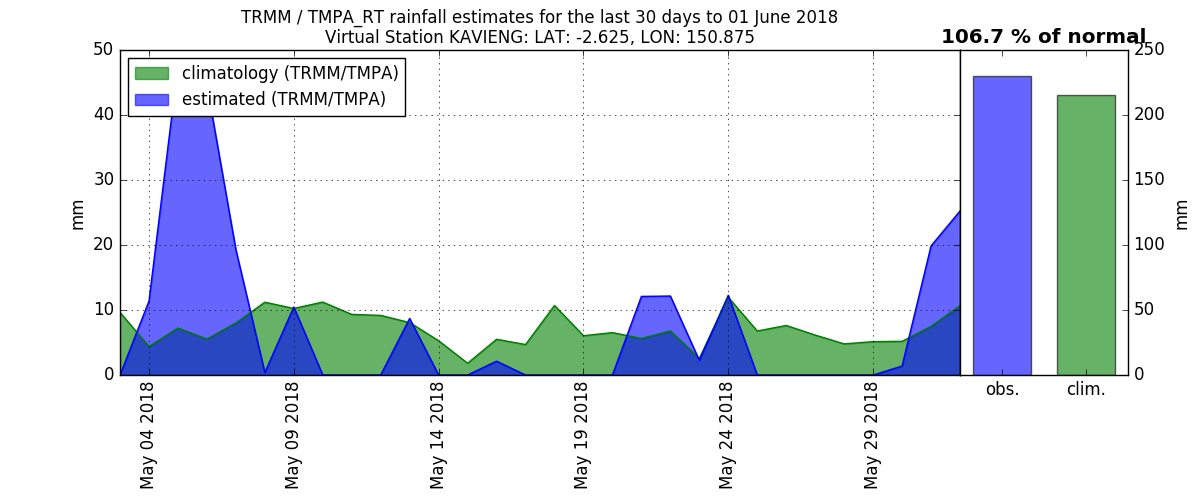 TRMM / TMPA_RT rainfall estimates for the last 30 days to 01 June 2018
Virtual Station KAVIENG: LAT: -2.625, LON: 150.875
106.7 % of normal
climatology (TRMM/TMPA)
estimated (TRMM/TMPA)
50
40
30
20
10
0
mm
May 04 2018
May 09 2018
May 14 2018
May 19 2018
May 24 2018
May 29 2018
obs.
clim.
250
200
150
100
50
0
mm